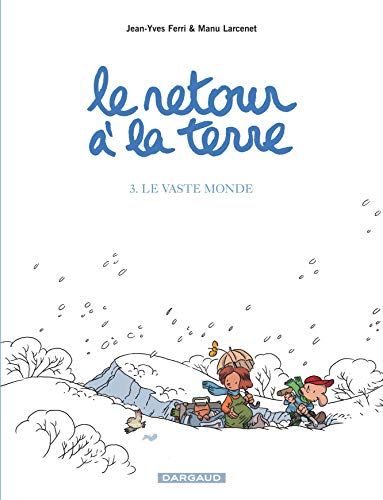 Jean-Yves Ferri & Manu Larcenet
le retour
à la terre
3. LE VASTE MONDE
DARGAUD